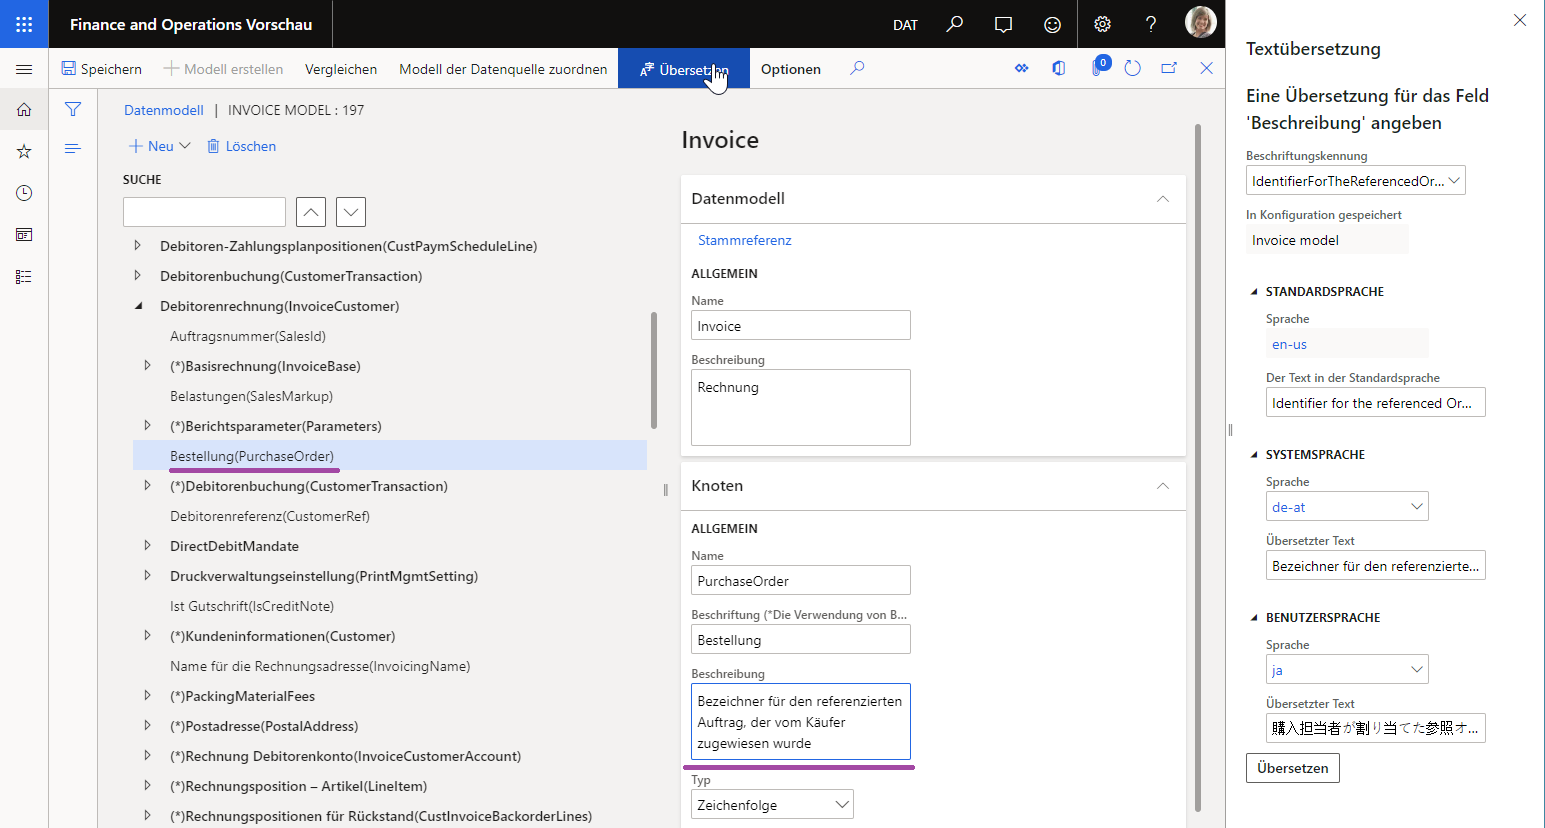 Finance and Operations Vorschau
DAT
Speichern
Modell erstellen
Vergleichen
Modell der Datenquelle zuordnen
Übersetzen
Optionen
0
Datenmodell | INVOICE MODEL : 197
Neu
Löschen
SUCHE
Debitoren-Zahlungsplanpositionen(CustPaymScheduleLine)
Debitorenbuchung(CustomerTransaction)
Debitorenrechnung(InvoiceCustomer)
Auftragsnummer(SalesId)
(*)Basisrechnung(InvoiceBase)
Belastungen(SalesMarkup)
(*)Berichtsparameter(Parameters)
Bestellung(PurchaseOrder)
(*)Debitorenbuchung(CustomerTransaction)
Debitorenreferenz(CustomerRef)
DirectDebitMandate
Druckverwaltungseinstellung(PrintMgmtSetting)
Ist Gutschrift(IsCreditNote)
(*)Kundeninformationen(Customer)
Name für die Rechnungsadresse(InvoicingName)
(*)PackingMaterialFees
(*)Postadresse(PostalAddress)
(*)Rechnung Debitorenkonto(InvoiceCustomerAccount)
(*)Rechnungsposition – Artikel(LineItem)
(*)Rechnungspositionen für Rückstand(CustInvoiceBackorderLines)
Invoice
Datenmodell
Stammreferenz
ALLGEMEIN
Name
Invoice
Beschreibung
Rechnung
Knoten
ALLGEMEIN
Name
PurchaseOrder
Beschriftung (*Die Verwendung von B...
Bestellung
Beschreibung
Bezeichner für den referenzierten
Auftrag, der vom Käufer
zugewiesen wurde
Typ
Zeichenfolge
Textübersetzung
Eine Übersetzung für das Feld
'Beschreibung' angeben
Beschriftungskennung
IdentifierForTheReferencedOr...
In Konfiguration gespeichert
Invoice model
STANDARDSPRACHE
Sprache
en-us
Der Text in der Standardsprache
Identifier for the referenced Or...
SYSTEMSPRACHE
Sprache
de-at
Übersetzter Text
Bezeichner für den referenzierte...
BENUTZERSPRACHE
Sprache
ja
Übersetzter Text
購入担当者が割り当てた参照オ...
Übersetzen